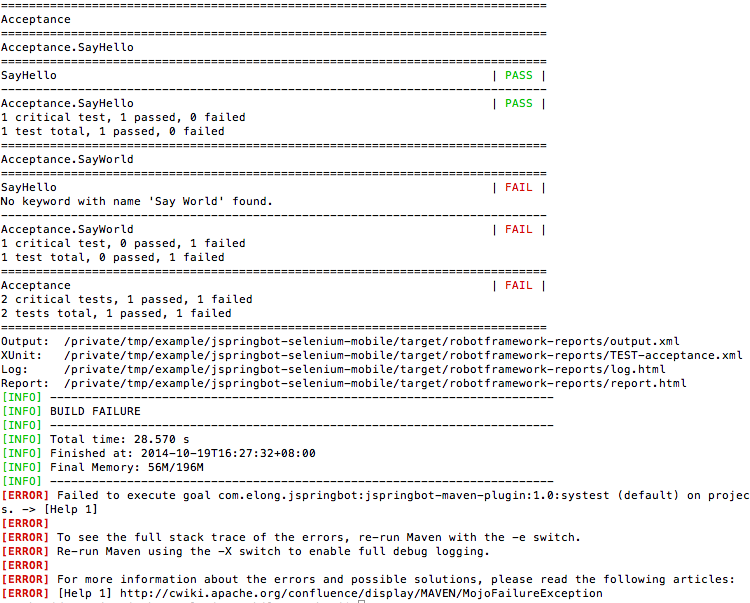 ==============================================================================
Acceptance
==============================================================================
Acceptance.SayHello
==============================================================================
SayHello | PASS |
------------------------------------------------------------------------------
Acceptance.SayHello | PASS |
1 critical test, 1 passed, 0 failed
1 test total, 1 passed, 0 failed
==============================================================================
Acceptance.SayWorld
==============================================================================
SayHello | FAIL |
No keyword with name 'Say World' found.
------------------------------------------------------------------------------
Acceptance.SayWorld | FAIL |
1 critical test, 0 passed, 1 failed
1 test total, 0 passed, 1 failed
==============================================================================
Acceptance | FAIL |
2 critical tests, 1 passed, 1 failed
2 tests total, 1 passed, 1 failed
==============================================================================
Output:  /private/tmp/example/jspringbot-selenium-mobile/target/robotframework-reports/output.xml
XUnit:   /private/tmp/example/jspringbot-selenium-mobile/target/robotframework-reports/TEST-acceptance.xml
Log:     /private/tmp/example/jspringbot-selenium-mobile/target/robotframework-reports/log.html
Report:  /private/tmp/example/jspringbot-selenium-mobile/target/robotframework-reports/report.html
[INFO] ------------------------------------------------------------------------
[INFO] BUILD FAILURE
[INFO] ------------------------------------------------------------------------
[INFO] Total time: 28.570 s
[INFO] Finished at: 2014-10-19T16:27:32+08:00
[INFO] Final Memory: 56M/196M
[INFO] ------------------------------------------------------------------------
[ERROR] Failed to execute goal com.elong.jspringbot:jspringbot-maven-plugin:1.0:systest (default) on projec
s. -> [Help 1]
[ERROR]
[ERROR] To see the full stack trace of the errors, re-run Maven with the -e switch.
[ERROR] Re-run Maven using the -X switch to enable full debug logging.
[ERROR]
[ERROR] For more information about the errors and possible solutions, please read the following articles:
[ERROR] [Help 1] http://cwiki.apache.org/confluence/display/MAVEN/MojoFailureException